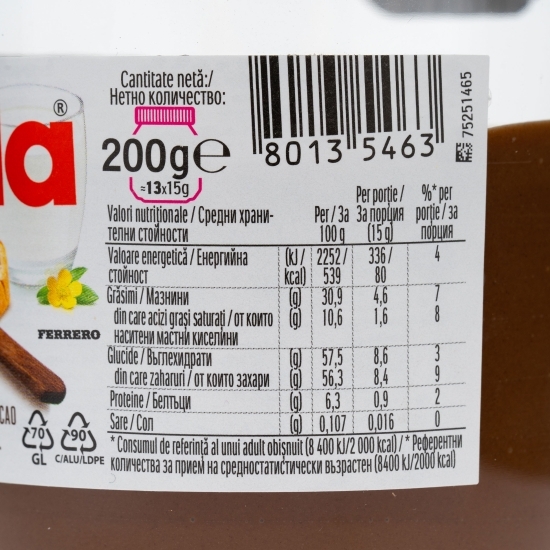 Cantitate netă:/
Нетно количество:
200g℮
≈13x15g
8013 5463
75251465
la®
FERRERO
CAO
70
GL
90
C/ALU/LDPE
Valori nutriționale / Средни храни- Per / За Per porție / %* per
телни стойности 100 g За порция (15 g) porție / за порция
Valoare energetică / Енергийна (kJ / 2252 / 336 / 4
стойност kcal) 539 80
Grăsimi / Мазнини (g) 30,9 4,6 7
din care acizi grași saturați / от които (g) 10,6 1,6 8
наситени мастни киселини
Glucide / Въглехидрати (g) 57,5 8,6 3
din care zaharuri / от които захари (g) 56,3 8,4 9
Proteine / Белтъци (g) 6,3 0,9 2
Sare / Сол (g) 0,107 0,016 0
* Consumul de referință al unui adult obișnuit (8 400 kJ/2 000 kcal) / * Референтни
количества за прием на средностатистически възрастен (8400 kJ/2000 kcal)